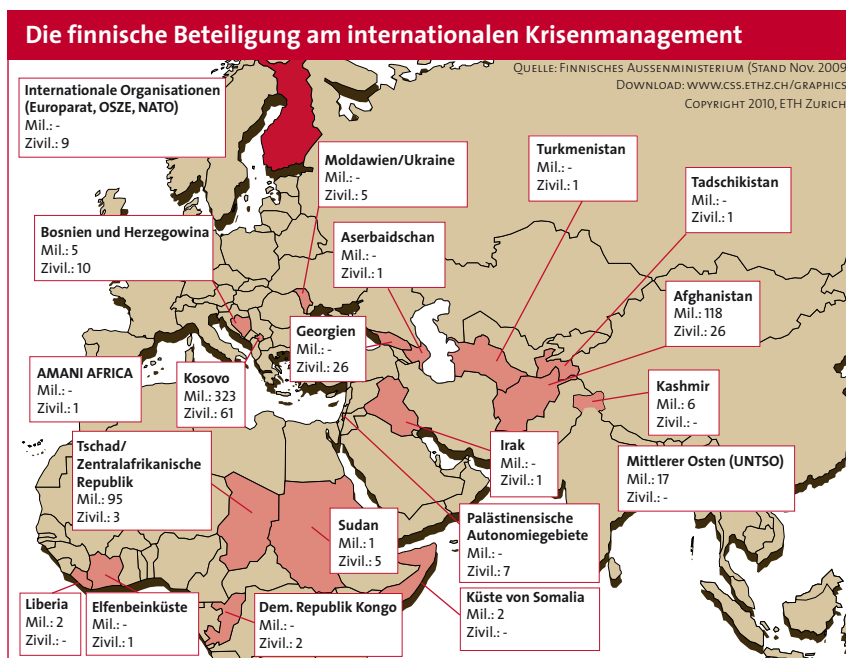 Die finnische Beteiligung am internationalen Krisenmanagement
QUELLE: FINNISCHES AUSSENMINISTERIUM (STAND NOV. 2009
DOWNLOAD: WWW.CSS.ETHZ.CH/GRAPHICS
COPYRIGHT 2010, ETH ZURICH
Internationale Organisationen
(Europarat, OSZE, NATO)
Mil.: -
Zivil.: 9
Moldawien/Ukraine
Mil.: -
Zivil.: 5
Turkmenistan
Mil.: -
Zivil.: 1
Tadschikistan
Mil.: -
Zivil.: 1
Bosnien und Herzegowina
Mil.: 5
Zivil.: 10
Aserbaidschan
Mil.: -
Zivil.: 1
Afghanistan
Mil.: 118
Zivil.: 26
Georgien
Mil.: -
Zivil.: 26
AMANI AFRICA
Mil.: -
Zivil.: 1
Kosovo
Mil.: 323
Zivil.: 61
Kashmir
Mil.: 6
Zivil.: -
Tschad/
Zentralafrikanische
Republik
Mil.: 95
Zivil.: 3
Irak
Mil.: -
Zivil.: 1
Mittlerer Osten (UNTSO)
Mil.: 17
Zivil.: -
Sudan
Mil.: 1
Zivil.: 5
Palästinensische
Autonomiegebiete
Mil.: -
Zivil.: 7
Liberia
Mil.: 2
Zivil.: -
Elfenbeinküste
Mil.: -
Zivil.: 1
Dem. Republik Kongo
Mil.: -
Zivil.: 2
Küste von Somalia
Mil.: 2
Zivil.: -